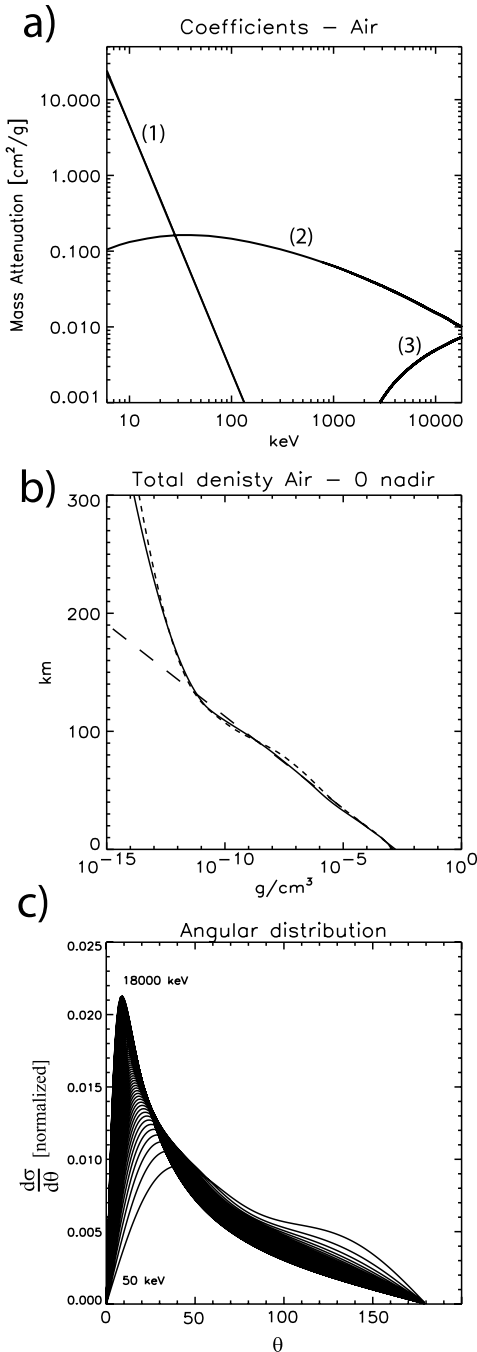 a)
Coefficients – Air
Mass Attenuation [cm²/g]
10.000
1.000
0.100
0.010
0.001
(1)
(2)
(3)
10 100 1000 10000
keV
b)
Total denisty Air – 0 nadir
km
300
200
100
0
10⁻¹⁵ 10⁻¹⁰ 10⁻⁵ 10⁰
g/cm³
c)
Angular distribution
dσ/dθ [normalized]
0.025
0.020
0.015
0.010
0.005
0.000
18000 keV
50 keV
0 50 100 150
θ